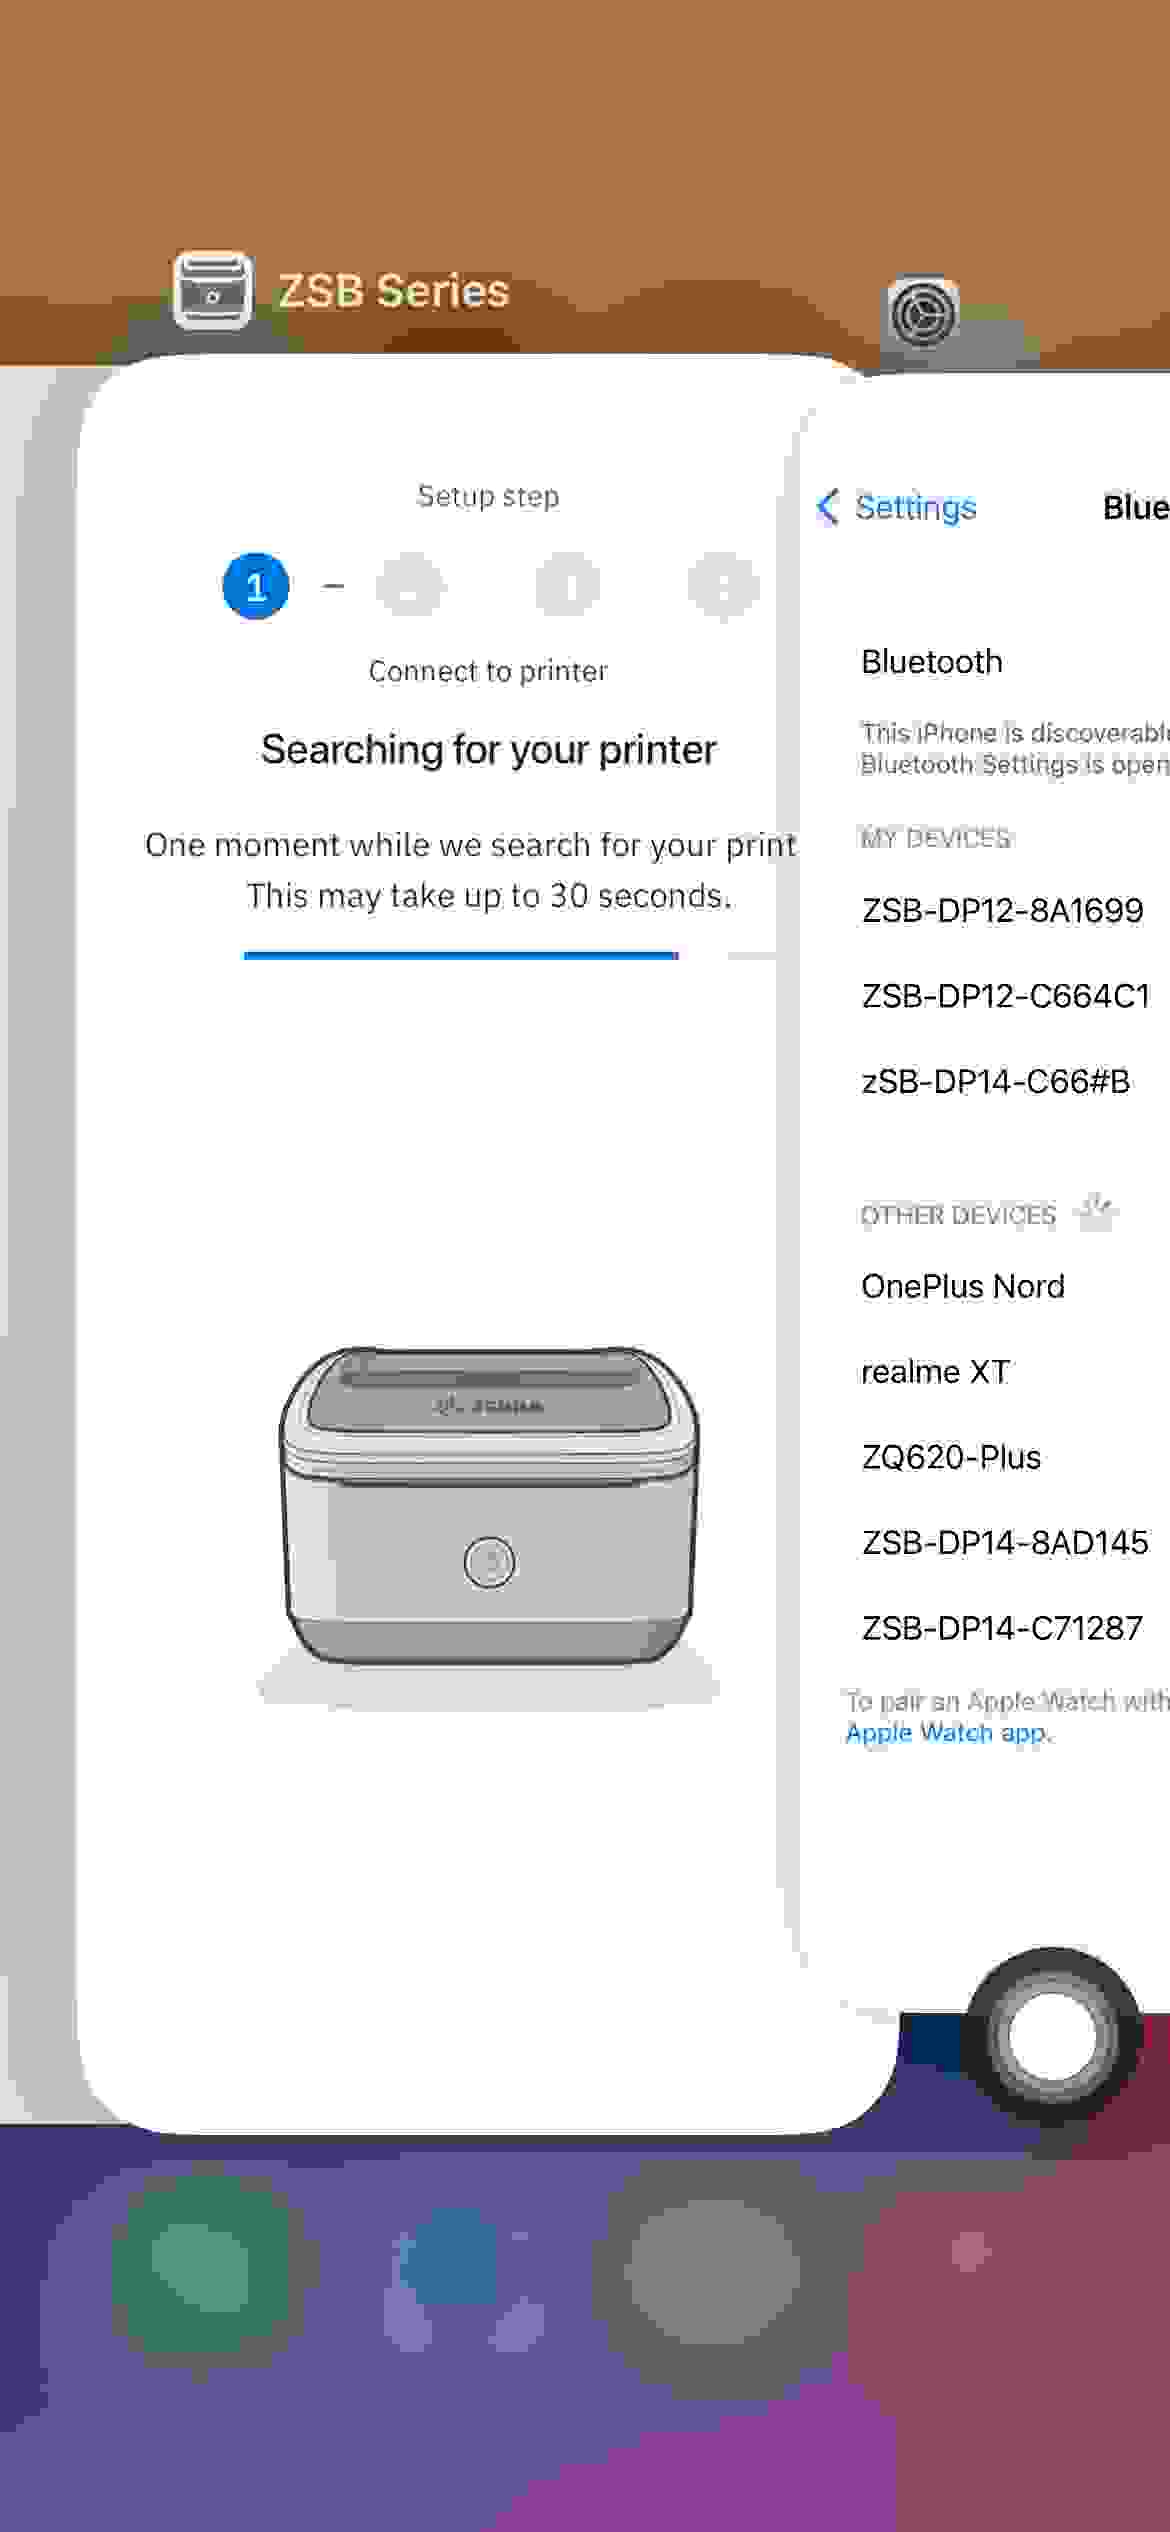 ZSB Series
Setup step
1
Connect to printer
Searching for your printer
One moment while we search for your print
This may take up to 30 seconds.
Settings
Blue
Bluetooth
This iPhone is discoverable
Bluetooth Settings is open
MY DEVICES
ZSB-DP12-8A1699
ZSB-DP12-C664C1
zSB-DP14-C66#B
OTHER DEVICES
OnePlus Nord
realme XT
ZQ620-Plus
ZSB-DP14-8AD145
ZSB-DP14-C71287
To pair an Apple Watch with
Apple Watch app.